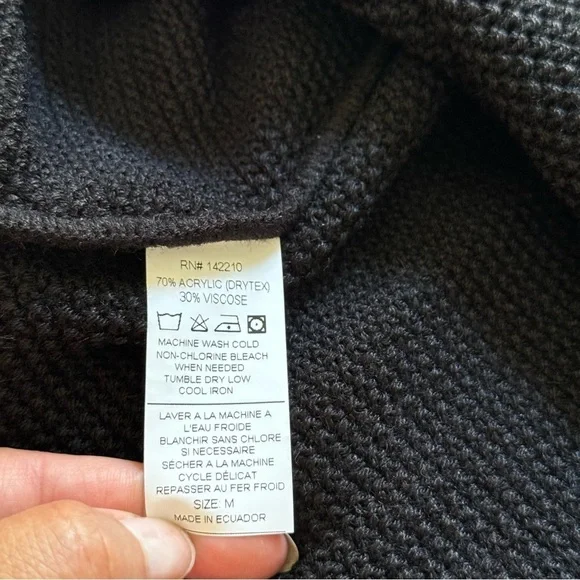 RN# 142210
70% ACRYLIC (DRYTEX)
30% VISCOSE
MACHINE WASH COLD
NON-CHLORINE BLEACH
WHEN NEEDED
TUMBLE DRY LOW
COOL IRON
LAVER A LA MACHINE A
L'EAU FROIDE
BLANCHIR SANS CHLORE
SI NECESSAIRE
SÉCHER A LA MACHINE
CYCLE DÉLICAT
REPASSER AU FER FROID
SIZE: M
MADE IN ECUADOR